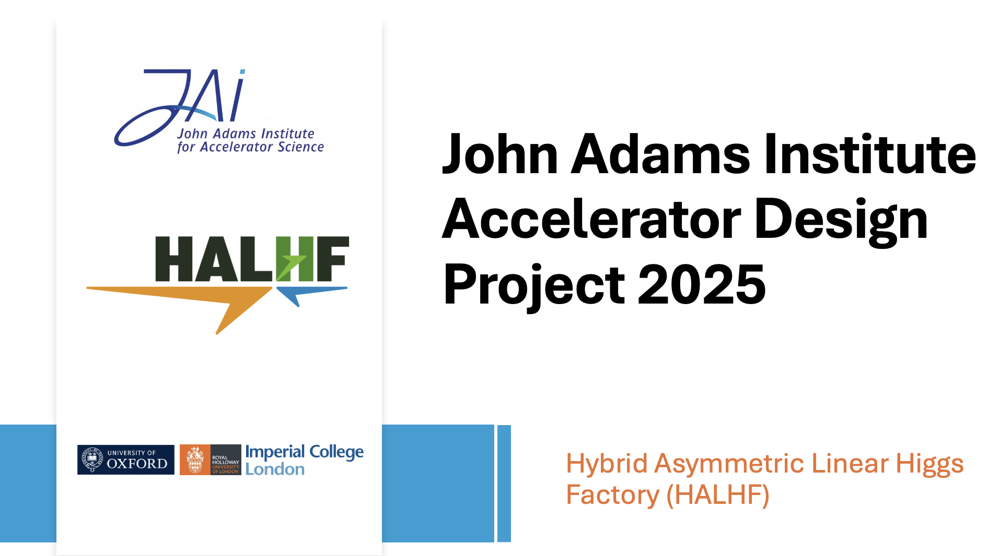 JAi
John Adams Institute
for Accelerator Science
HALHF
UNIVERSITY OF
OXFORD
ROYAL
HOLLOWAY
UNIVERSITY
OF LONDON
Imperial College
London
John Adams Institute
Accelerator Design
Project 2025
Hybrid Asymmetric Linear Higgs
Factory (HALHF)